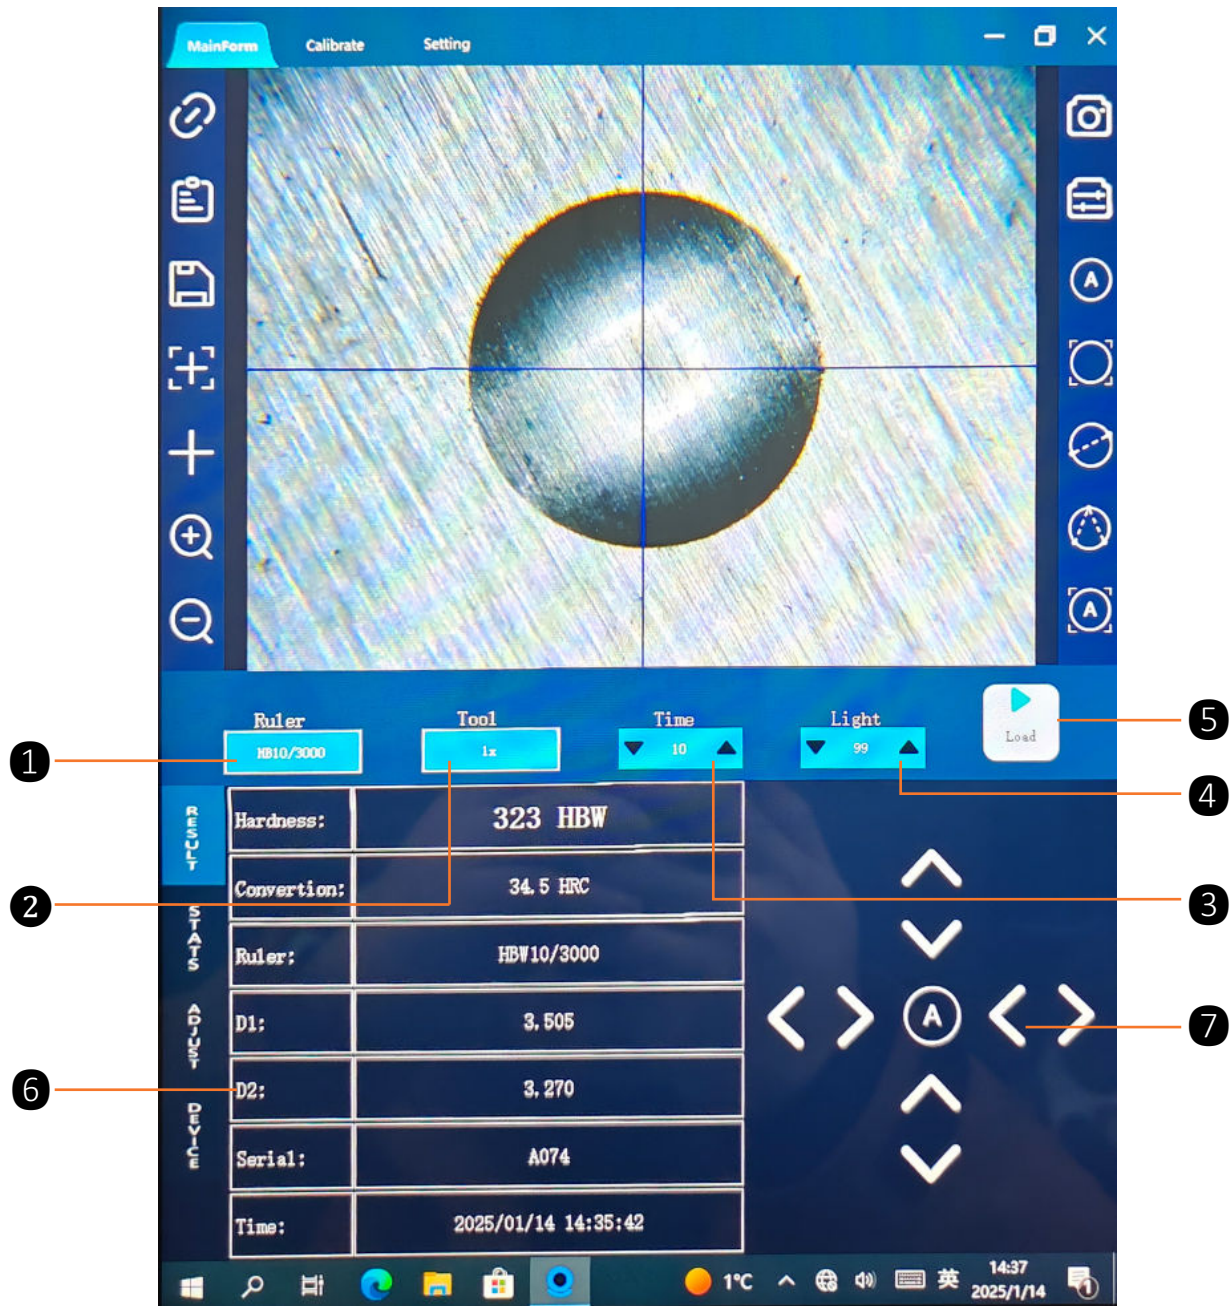 MainForm Calibrate Setting
A
A
Ruler Tool Time Light
HB10/3000 1x 10 99 Load
1
2
3
4
5
6
7
RESULT
STATS
ADJUST
DEVICE
Hardness: 323 HBW
Convertion: 34.5 HRC
Ruler: HBW10/3000
D1: 3.505
D2: 3.270
Serial: A074
Time: 2025/01/14 14:35:42
A
1°C 英 14:37
2025/1/14
1